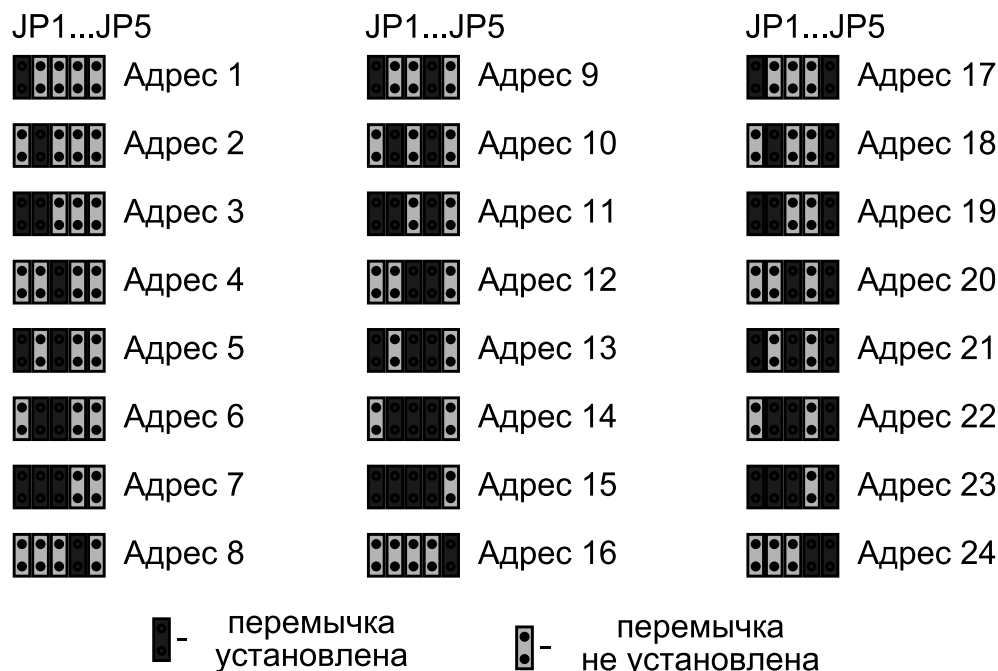 JP1...JP5 JP1...JP5 JP1...JP5
Адрес 1 Адрес 9 Адрес 17
Адрес 2 Адрес 10 Адрес 18
Адрес 3 Адрес 11 Адрес 19
Адрес 4 Адрес 12 Адрес 20
Адрес 5 Адрес 13 Адрес 21
Адрес 6 Адрес 14 Адрес 22
Адрес 7 Адрес 15 Адрес 23
Адрес 8 Адрес 16 Адрес 24
- перемычка
установлена
- перемычка
не установлена